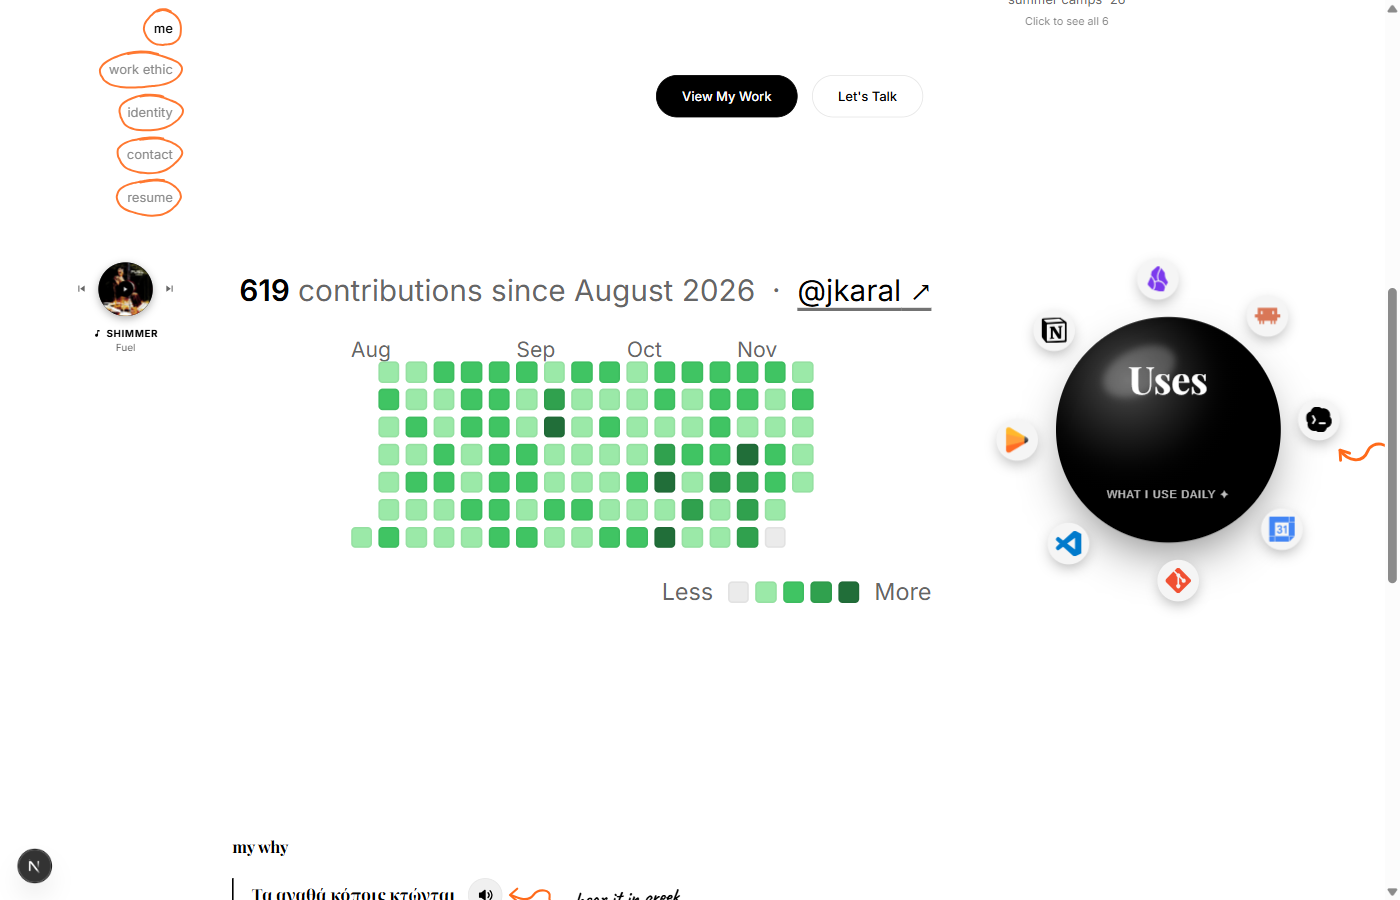 summer camps '26
Click to see all 6
me
work ethic
identity
contact
resume
View My Work
Let's Talk
SHIMMER
Fuel
619 contributions since August 2026 · @jkaral ↗
Aug Sep Oct Nov
Less More
Uses
WHAT I USE DAILY ✦
31
N
my why
Τα αγαθά κόποις κτώνται
hear it in greek
N